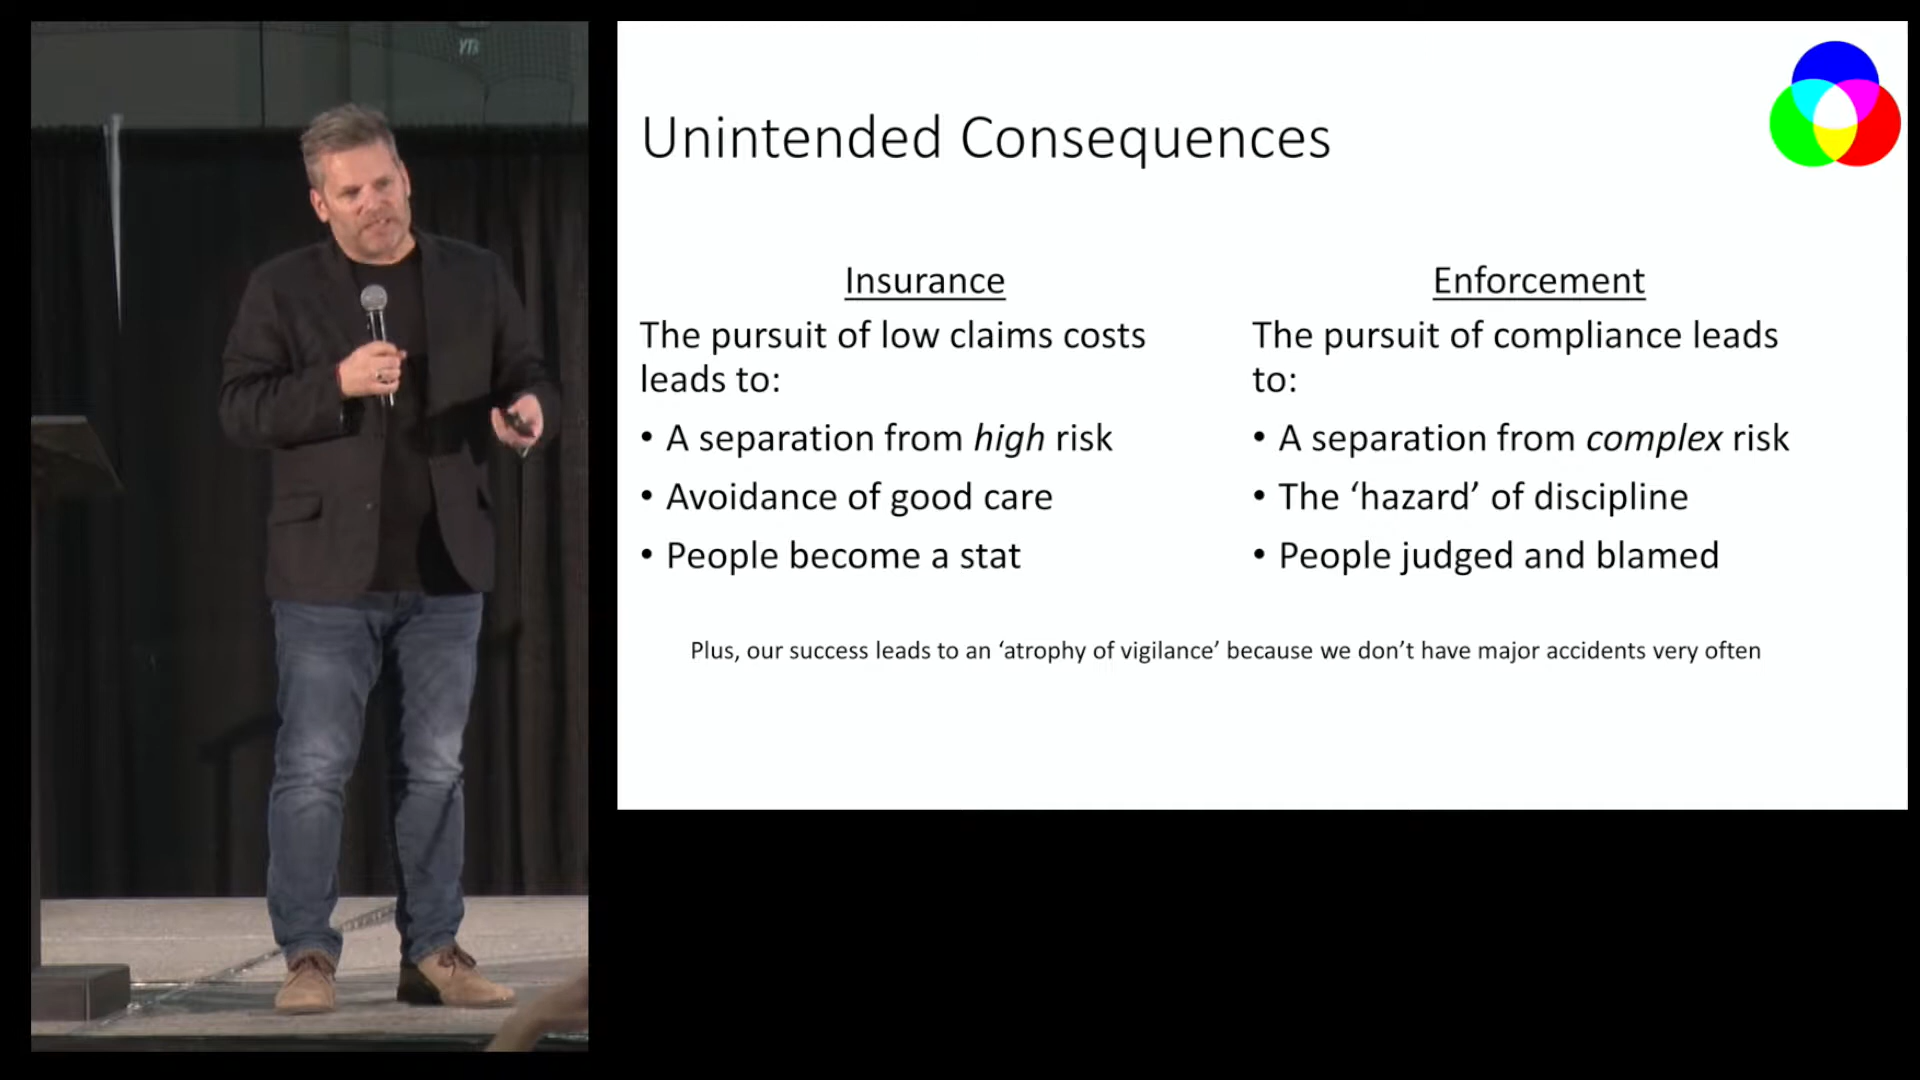 Unintended Consequences
Insurance
The pursuit of low claims costs
leads to:
• A separation from high risk
• Avoidance of good care
• People become a stat
Enforcement
The pursuit of compliance leads
to:
• A separation from complex risk
• The ‘hazard’ of discipline
• People judged and blamed
Plus, our success leads to an ‘atrophy of vigilance’ because we don’t have major accidents very often